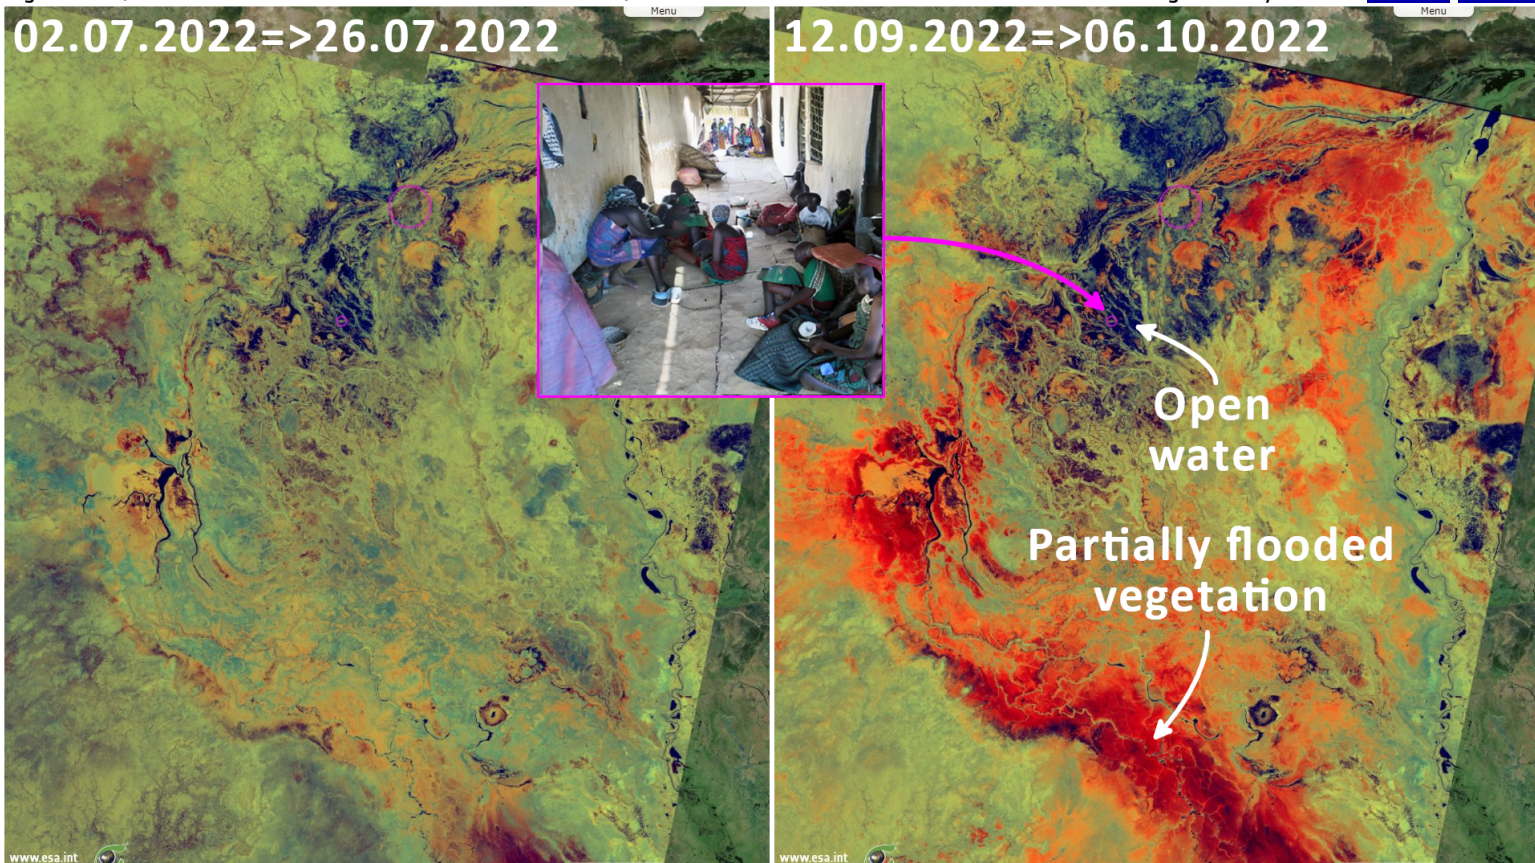 Menu
Menu
02.07.2022=>26.07.2022
12.09.2022=>06.10.2022
Open
water
Partially flooded
vegetation
www.esa.int
www.esa.int